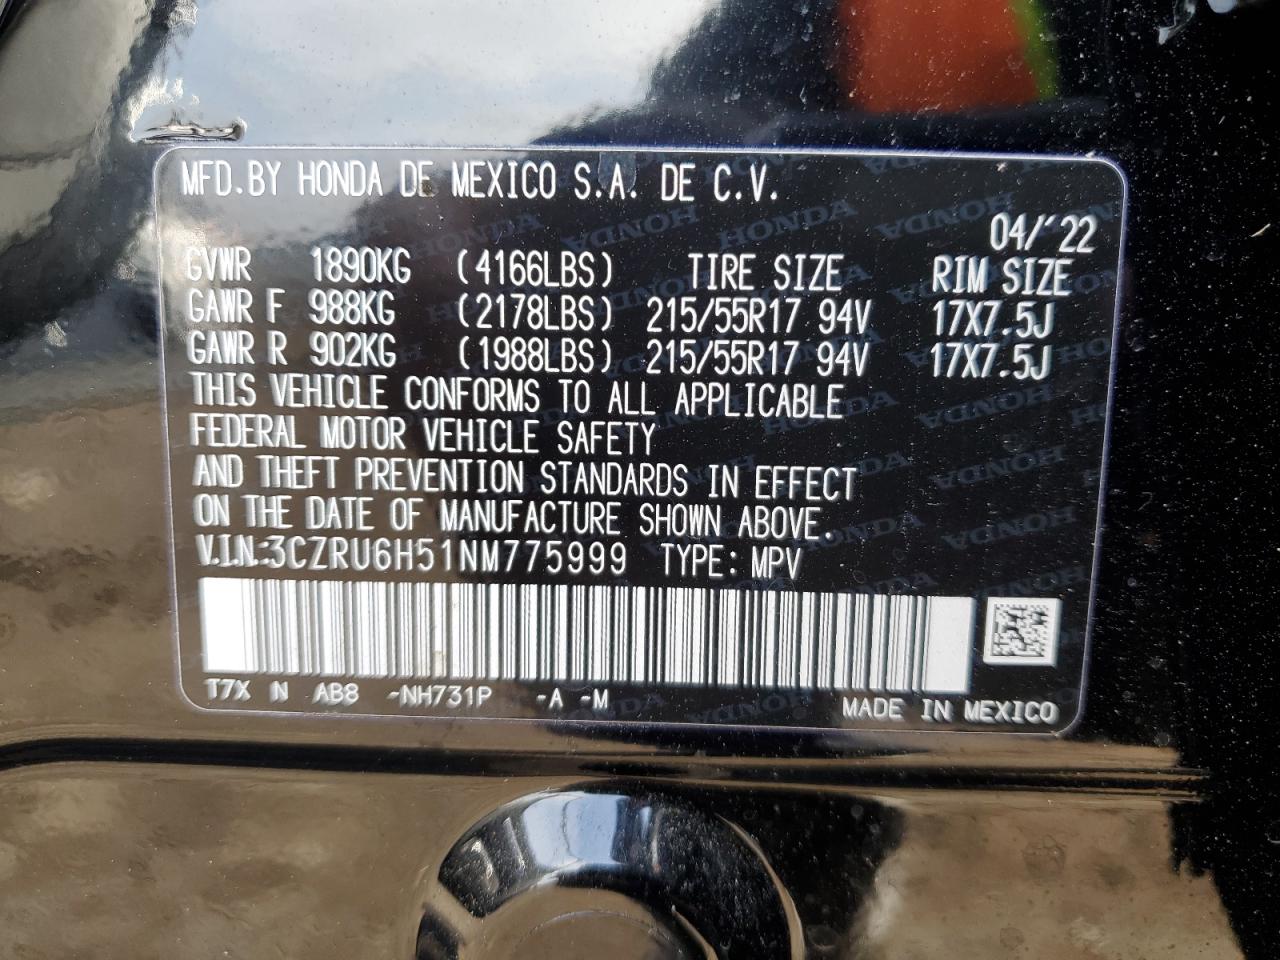 MFD.BY HONDA DE MEXICO S.A. DE C.V.
04/"22
GVWR 1890KG (4166LBS) TIRE SIZE RIM SIZE
GAWR F 988KG (2178LBS) 215/55R17 94V 17X7.5J
GAWR R 902KG (1988LBS) 215/55R17 94V 17X7.5J
THIS VEHICLE CONFORMS TO ALL APPLICABLE
FEDERAL MOTOR VEHICLE SAFETY
AND THEFT PREVENTION STANDARDS IN EFFECT
ON THE DATE OF MANUFACTURE SHOWN ABOVE.
V.I.N:3CZRU6H51NM775999 TYPE: MPV
T7X N AB8 -NH731P -A -M
MADE IN MEXICO